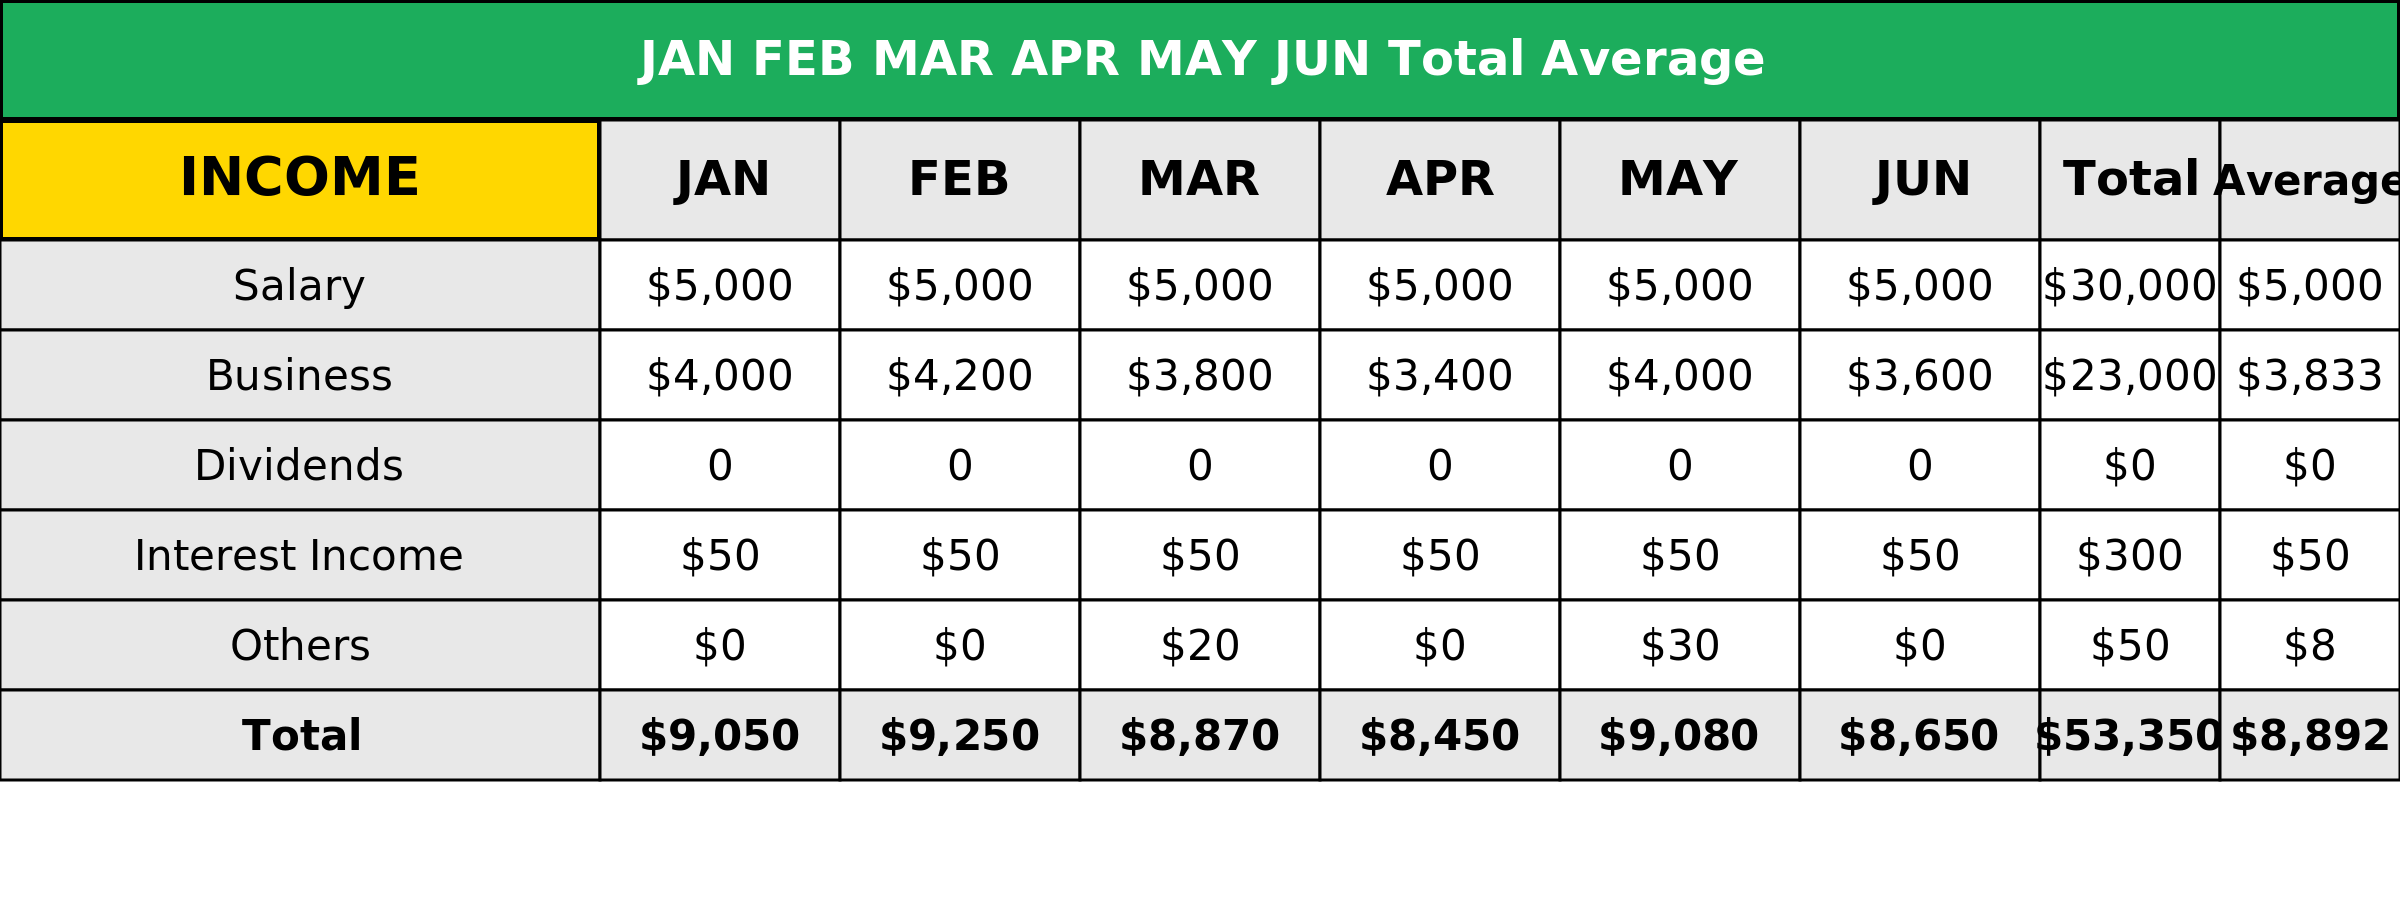 JAN FEB MAR APR MAY JUN Total Average
INCOME JAN FEB MAR APR MAY JUN Total Average
Salary $5,000 $5,000 $5,000 $5,000 $5,000 $5,000 $30,000 $5,000
Business $4,000 $4,200 $3,800 $3,400 $4,000 $3,600 $23,000 $3,833
Dividends 0 0 0 0 0 0 $0 $0
Interest Income $50 $50 $50 $50 $50 $50 $300 $50
Others $0 $0 $20 $0 $30 $0 $50 $8
Total $9,050 $9,250 $8,870 $8,450 $9,080 $8,650 $53,350 $8,892